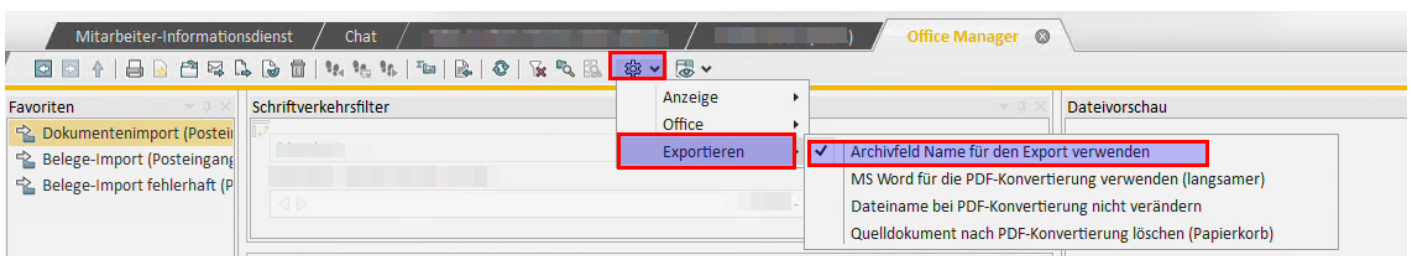 Mitarbeiter-Informationsdienst Chat ) Office Manager
Favoriten Schriftverkehrsfilter Dateivorschau
Anzeige
Office
Exportieren
Dokumentenimport
Belege-Import
Belege-Import fehlerhaft
Archivfeld Name für den Export verwenden
MS Word für die PDF-Konvertierung verwenden (langsamer)
Dateiname bei PDF-Konvertierung nicht verändern
Quelldokument nach PDF-Konvertierung löschen (Papierkorb)